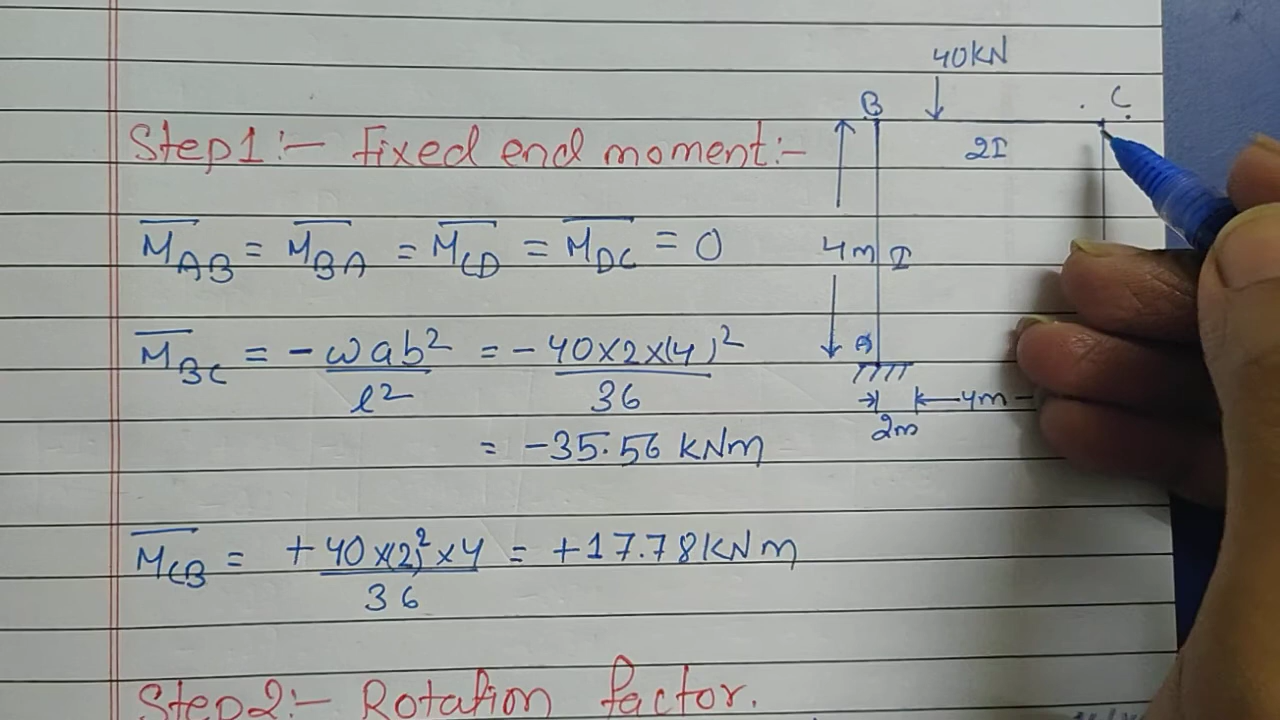 40KN
B
C
Step1:- Fixed end moment:-
2I
M̅AB = M̅BA = M̅CD = M̅DC = 0
4m I
M̅BC = -wab²/l² = -40×2×(4)²/36
A
4m
2m
= -35.56 KNm
M̅CB = +40×(2)²×4/36 = +17.78KNm
Step2:- Rotation factor.